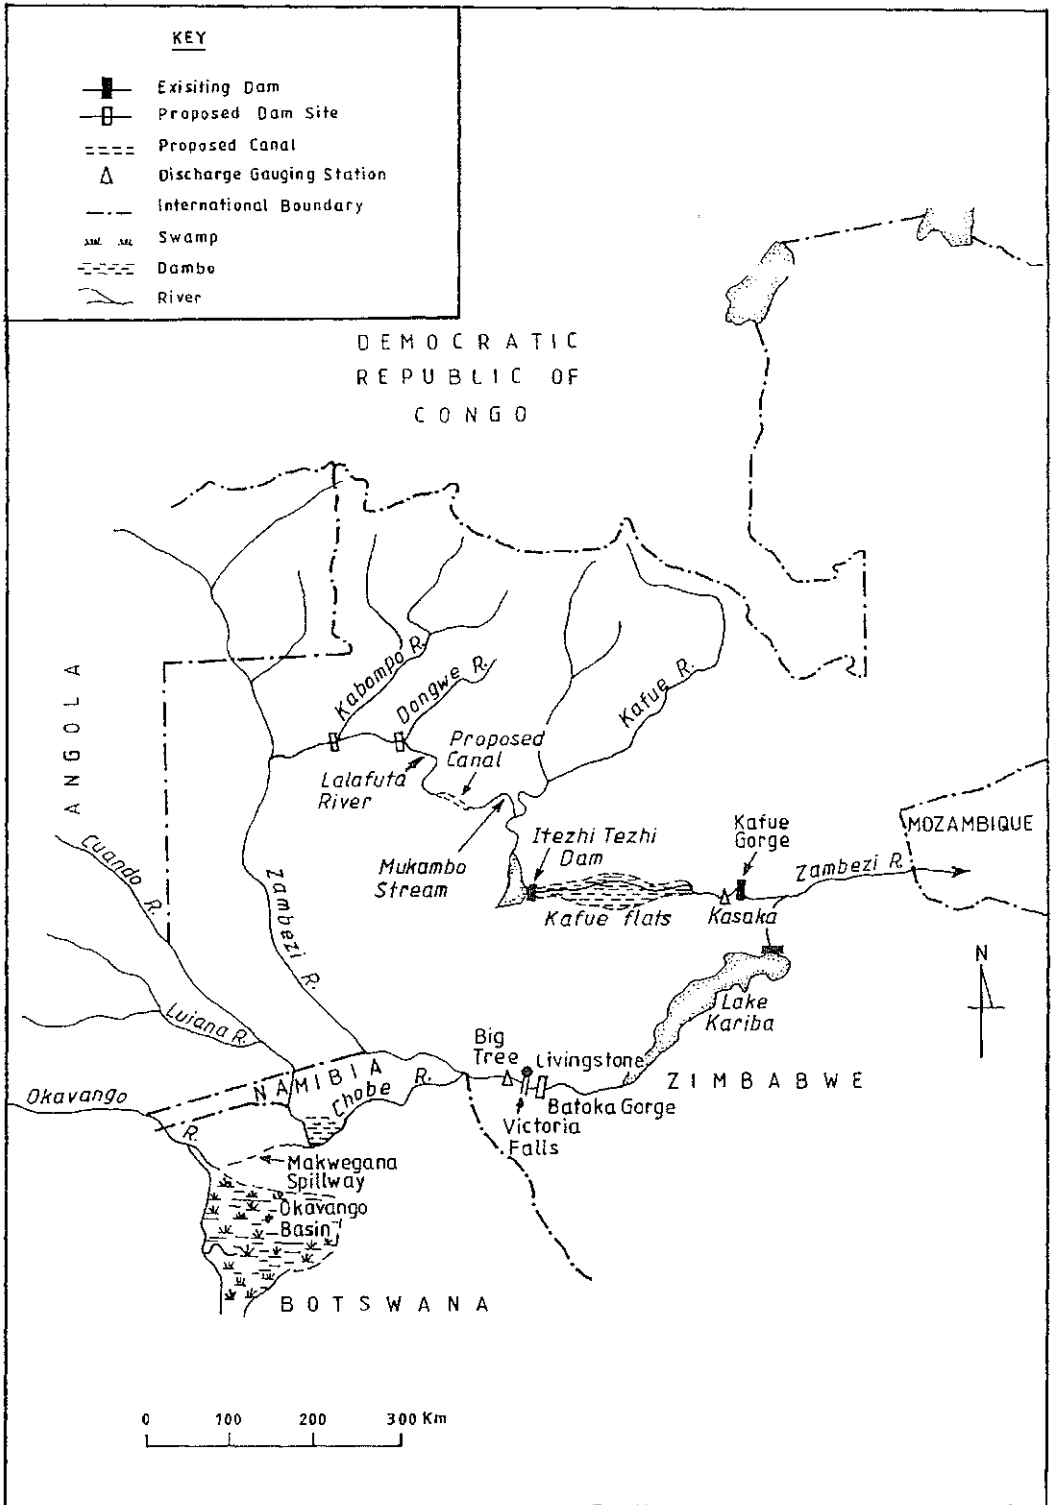 KEY
Exisiting Dam
Proposed Dam Site
Proposed Canal
Discharge Gauging Station
International Boundary
Swamp
Dambo
River
DEMOCRATIC
REPUBLIC OF
CONGO
ANGOLA
Kabompo R.
Dongwe R.
Kafue R.
Proposed
Canal
Lalafuta
River
Mukambo
Stream
Itezhi Tezhi
Dam
Kafue
Gorge
MOZAMBIQUE
Zambezi R.
Kafue flats
Kasaka
Cuando R.
Zambezi R.
N
Lake
Kariba
Luiana R.
Big
Tree
Livingstone
ZIMBABWE
NAMIBIA
Chobe R.
Okavango
R.
Batoka Gorge
Victoria
Falls
Makwegana
Spillway
Okavango
Basin
BOTSWANA
0 100 200 300 Km